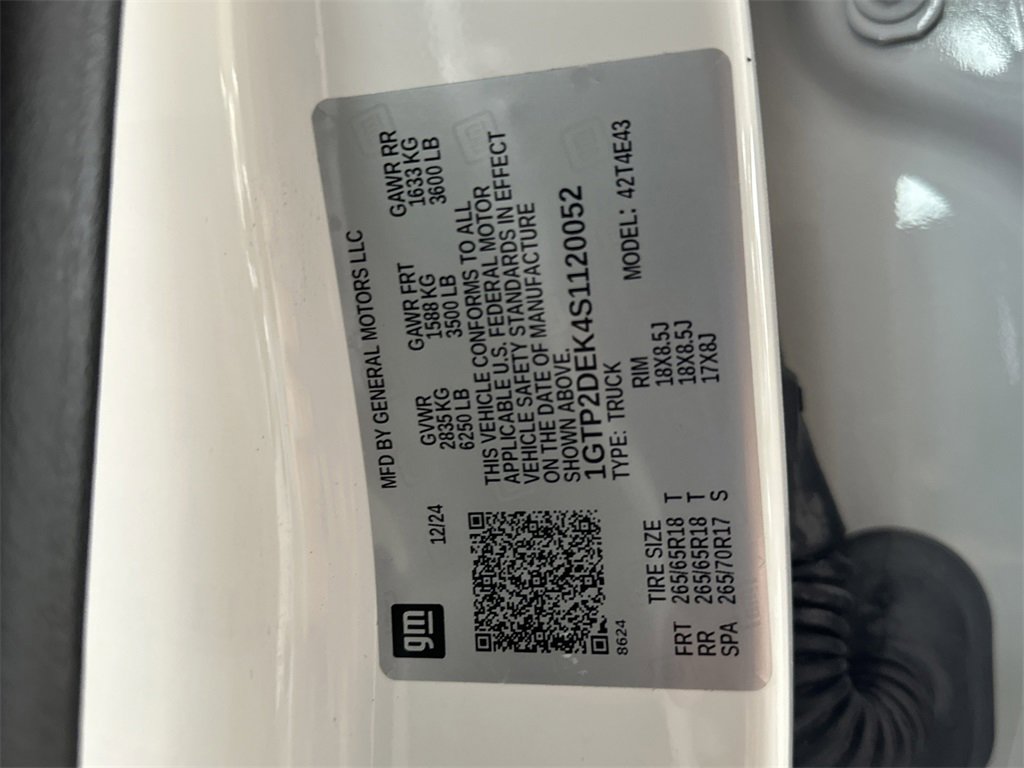 gm
MFD BY GENERAL MOTORS LLC
12/24
GVWR GAWR FRT GAWR RR
2835 KG 1588 KG 1633 KG
6250 LB 3500 LB 3600 LB
THIS VEHICLE CONFORMS TO ALL
APPLICABLE U.S. FEDERAL MOTOR
VEHICLE SAFETY STANDARDS IN EFFECT
ON THE DATE OF MANUFACTURE
SHOWN ABOVE.
1GTP2DEK4S1120052
8624
TYPE: TRUCK MODEL: 42T4E43
TIRE SIZE RIM
FRT 265/65R18 T 18X8.5J
RR 265/65R18 T 18X8.5J
SPA 265/70R17 S 17X8J